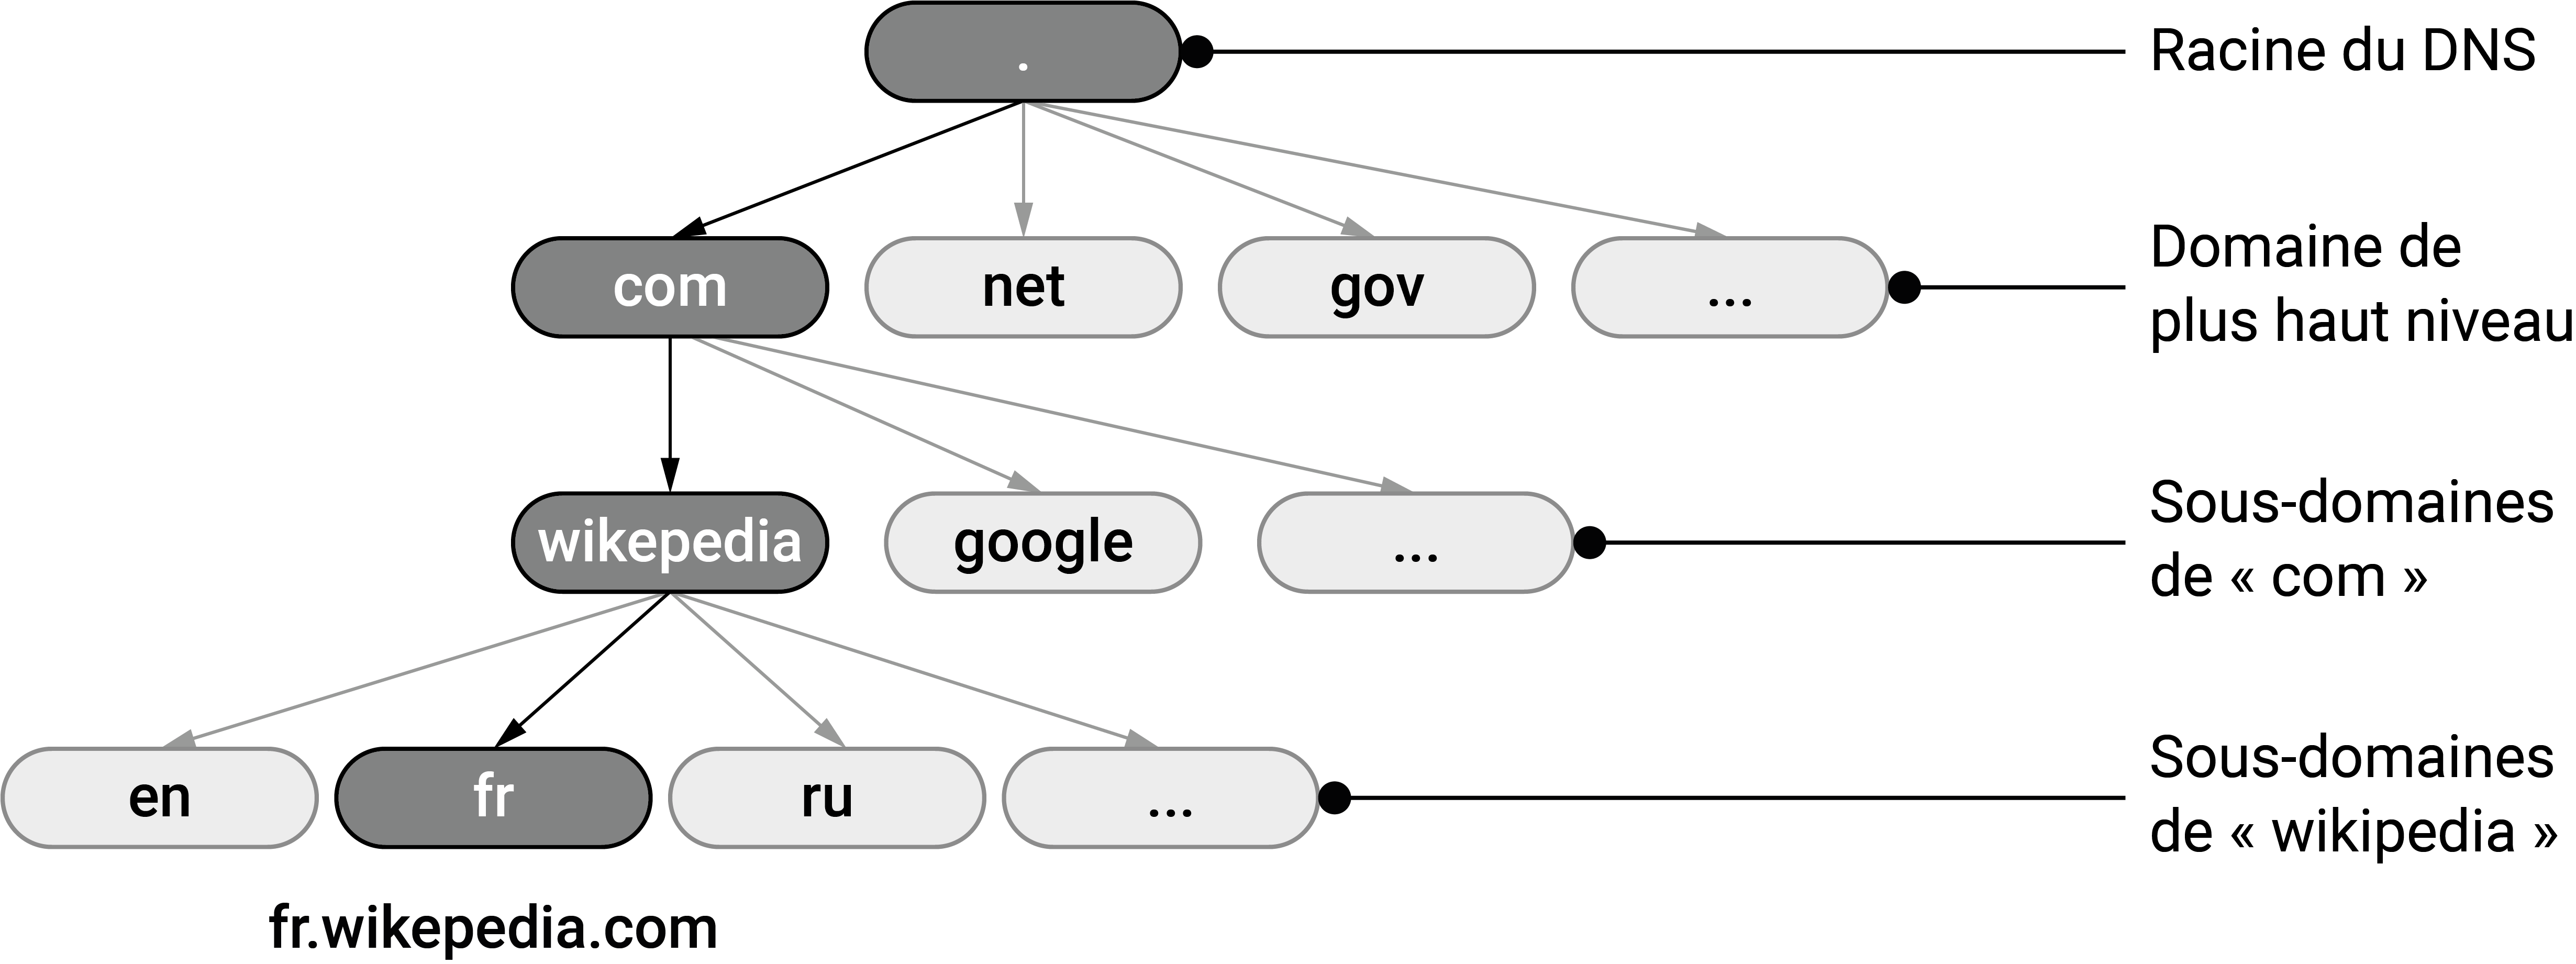 .
Racine du DNS
com
net
gov
...
Domaine de
plus haut niveau
wikepedia
google
...
Sous-domaines
de « com »
en
fr
ru
...
Sous-domaines
de « wikipedia »
fr.wikepedia.com